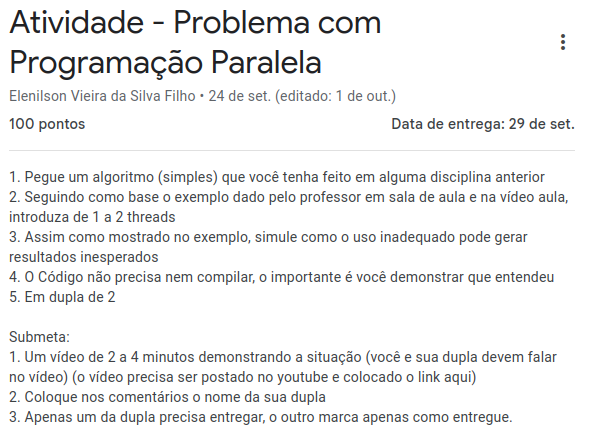 Atividade - Problema com
Programação Paralela
Elenilson Vieira da Silva Filho • 24 de set. (editado: 1 de out.)
100 pontos
Data de entrega: 29 de set.
1. Pegue um algoritmo (simples) que você tenha feito em alguma disciplina anterior
2. Seguindo como base o exemplo dado pelo professor em sala de aula e na vídeo aula,
introduza de 1 a 2 threads
3. Assim como mostrado no exemplo, simule como o uso inadequado pode gerar
resultados inesperados
4. O Código não precisa nem compilar, o importante é você demonstrar que entendeu
5. Em dupla de 2
Submeta:
1. Um vídeo de 2 a 4 minutos demonstrando a situação (você e sua dupla devem falar
no vídeo) (o vídeo precisa ser postado no youtube e colocado o link aqui)
2. Coloque nos comentários o nome da sua dupla
3. Apenas um da dupla precisa entregar, o outro marca apenas como entregue.